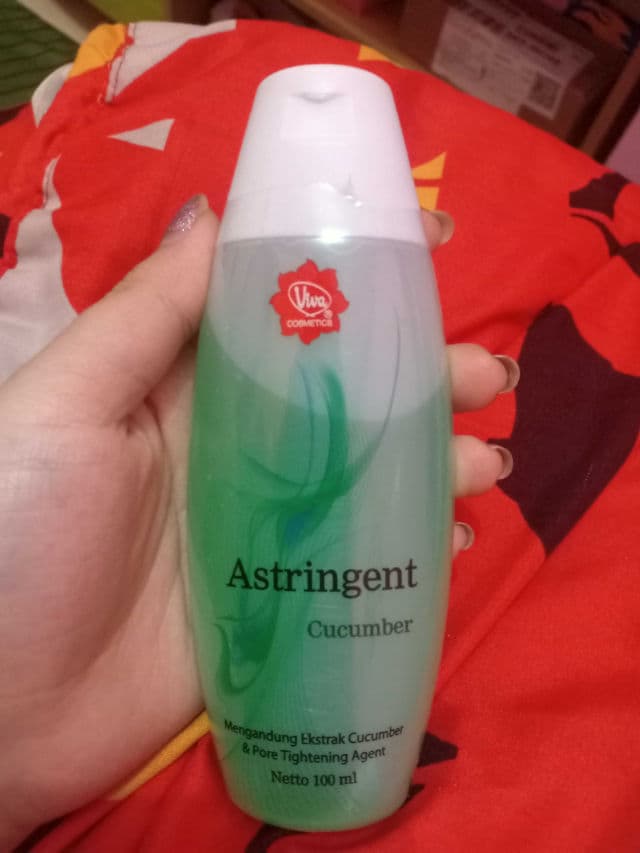 Viva®
COSMETICS
Astringent
Cucumber
Mengandung Ekstrak Cucumber
& Pore Tightening Agent
Netto 100 ml